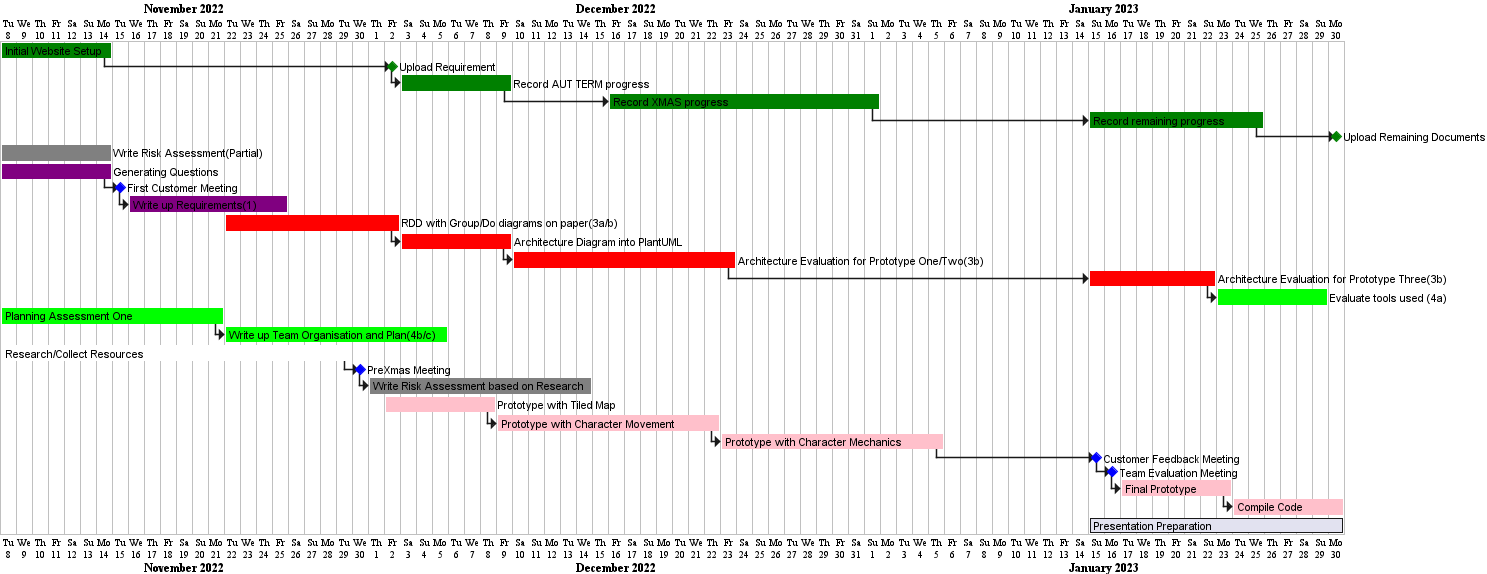 November 2022 December 2022 January 2023
Tu We Th Fr Sa Su Mo Tu We Th Fr Sa Su Mo Tu We Th Fr Sa Su Mo Tu We Th Fr Sa Su Mo Tu We Th Fr Sa Su Mo Tu We Th Fr Sa Su Mo Tu We Th Fr Sa Su Mo Tu We Th Fr Sa Su Mo Tu We Th Fr Sa Su Mo Tu We Th Fr Sa Su Mo Tu We Th Fr Sa Su Mo Tu We Th Fr Sa Su Mo
8 9 10 11 12 13 14 15 16 17 18 19 20 21 22 23 24 25 26 27 28 29 30 1 2 3 4 5 6 7 8 9 10 11 12 13 14 15 16 17 18 19 20 21 22 23 24 25 26 27 28 29 30 31 1 2 3 4 5 6 7 8 9 10 11 12 13 14 15 16 17 18 19 20 21 22 23 24 25 26 27 28 29 30
Initial Website Setup
Upload Requirement
Record AUT TERM progress
Record XMAS progress
Record remaining progress
Upload Remaining Documents
Write Risk Assessment(Partial)
Generating Questions
First Customer Meeting
Write up Requirements(1)
RDD with Group/Do diagrams on paper(3a/b)
Architecture Diagram into PlantUML
Architecture Evaluation for Prototype One/Two(3b)
Architecture Evaluation for Prototype Three(3b)
Evaluate tools used (4a)
Planning Assessment One
Write up Team Organisation and Plan(4b/c)
Research/Collect Resources
PreXmas Meeting
Write Risk Assessment based on Research
Prototype with Tiled Map
Prototype with Character Movement
Prototype with Character Mechanics
Customer Feedback Meeting
Team Evaluation Meeting
Final Prototype
Compile Code
Presentation Preparation
Tu We Th Fr Sa Su Mo Tu We Th Fr Sa Su Mo Tu We Th Fr Sa Su Mo Tu We Th Fr Sa Su Mo Tu We Th Fr Sa Su Mo Tu We Th Fr Sa Su Mo Tu We Th Fr Sa Su Mo Tu We Th Fr Sa Su Mo Tu We Th Fr Sa Su Mo Tu We Th Fr Sa Su Mo Tu We Th Fr Sa Su Mo Tu We Th Fr Sa Su Mo
8 9 10 11 12 13 14 15 16 17 18 19 20 21 22 23 24 25 26 27 28 29 30 1 2 3 4 5 6 7 8 9 10 11 12 13 14 15 16 17 18 19 20 21 22 23 24 25 26 27 28 29 30 31 1 2 3 4 5 6 7 8 9 10 11 12 13 14 15 16 17 18 19 20 21 22 23 24 25 26 27 28 29 30
November 2022 December 2022 January 2023